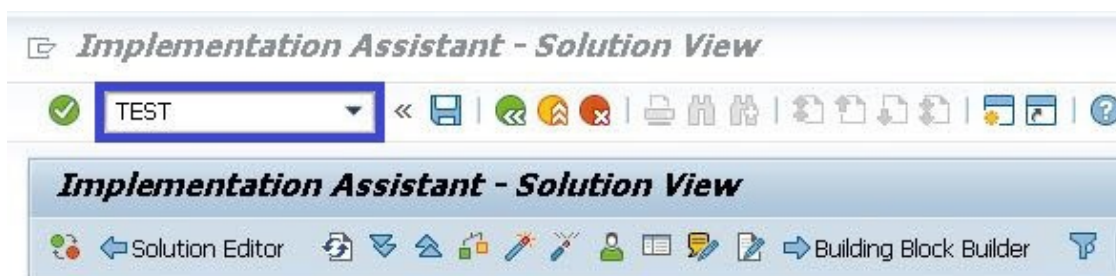 Implementation Assistant - Solution View
TEST
Implementation Assistant - Solution View
Solution Editor Building Block Builder